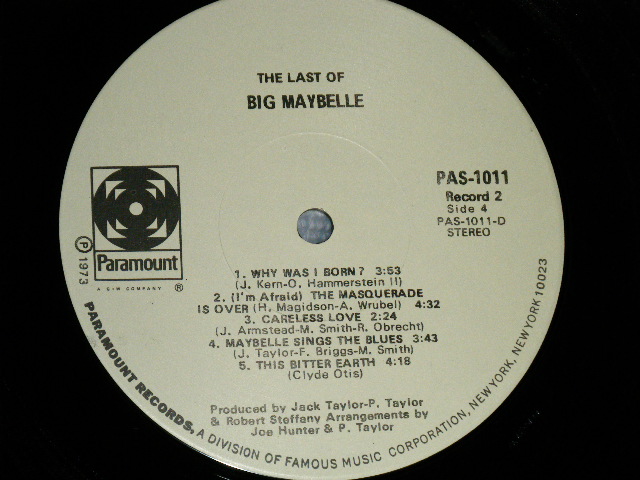 THE LAST OF
BIG MAYBELLE
PAS-1011
Record 2
Side 4
PAS-1011-D
STEREO
Paramount
A G+W COMPANY ®
Ⓟ 1973
1. WHY WAS I BORN? 3:53
(J. Kern-O. Hammerstein II)
2. (I'm Afraid) THE MASQUERADE
IS OVER (H. Magidson-A. Wrubel) 4:32
3. CARELESS LOVE 2:24
(J. Armstead-M. Smith-R. Obrecht)
4. MAYBELLE SINGS THE BLUES 3:43
(J. Taylor-F. Briggs-M. Smith)
5. THIS BITTER EARTH 4:18
(Clyde Otis)
Produced by Jack Taylor-P. Taylor
& Robert Steffany Arrangements by
Joe Hunter & P. Taylor
PARAMOUNT RECORDS, A DIVISION OF FAMOUS MUSIC CORPORATION, NEW YORK, NEW YORK 10023